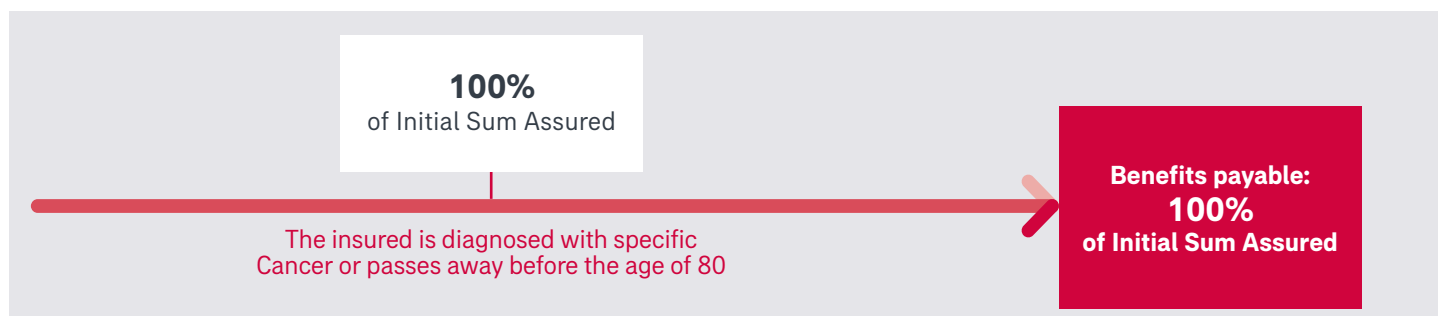 100%
of Initial Sum Assured
The insured is diagnosed with specific
Cancer or passes away before the age of 80
Benefits payable:
100%
of Initial Sum Assured